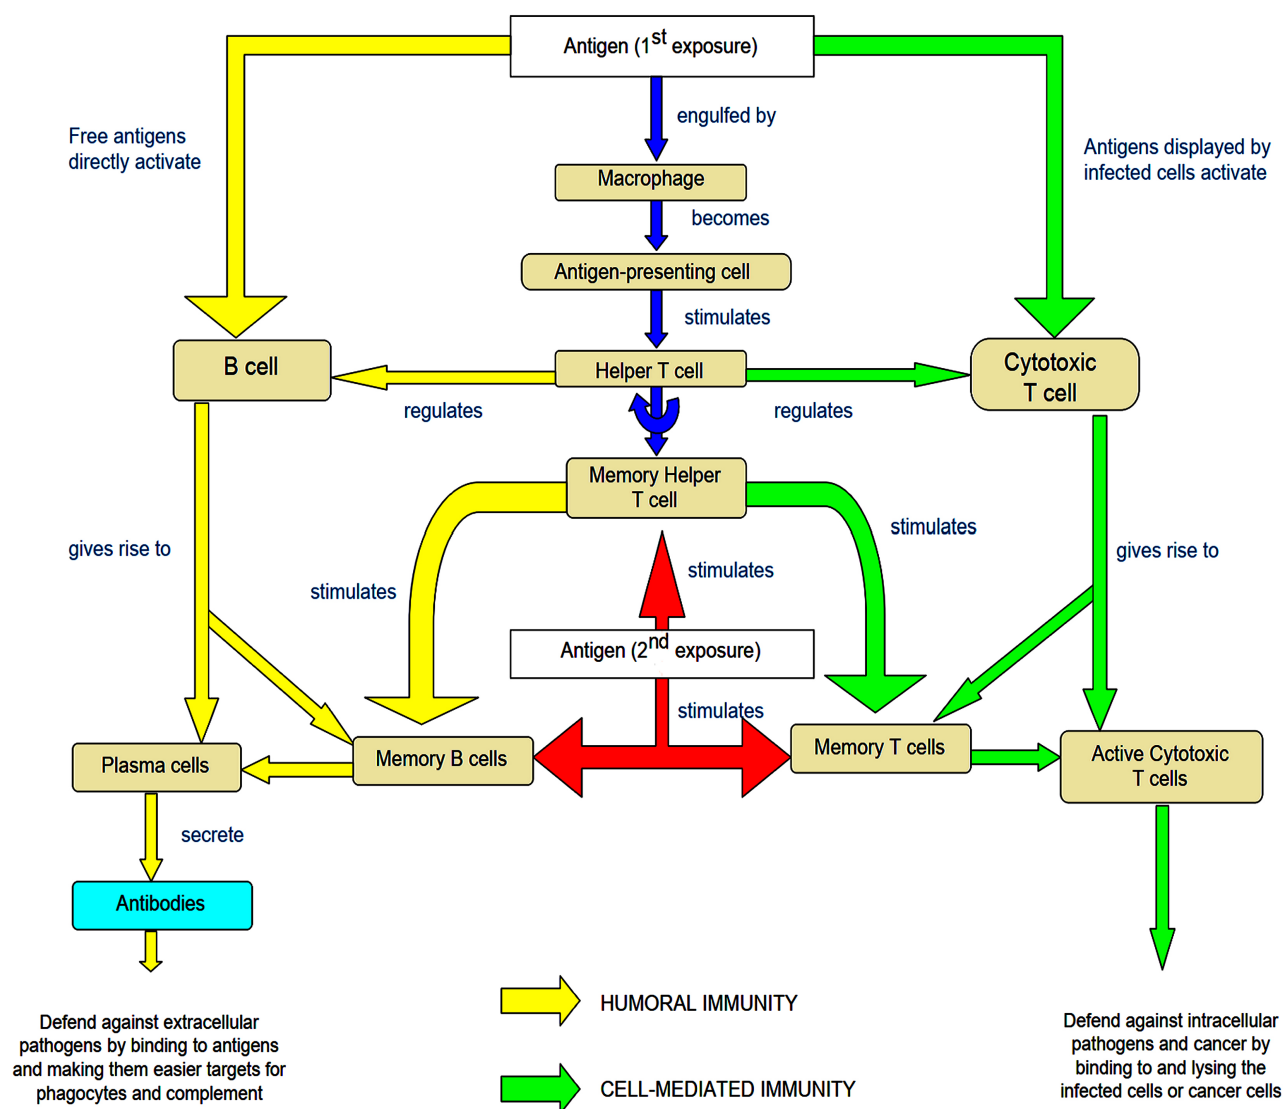 Antigen (1st exposure)
engulfed by
Free antigens
directly activate
Antigens displayed by
infected cells activate
Macrophage
becomes
Antigen-presenting cell
stimulates
B cell
Helper T cell
Cytotoxic
T cell
regulates
regulates
Memory Helper
T cell
stimulates
gives rise to
gives rise to
stimulates
stimulates
Antigen (2nd exposure)
stimulates
Plasma cells
Memory B cells
Memory T cells
Active Cytotoxic
T cells
secrete
Antibodies
HUMORAL IMMUNITY
Defend against extracellular
pathogens by binding to antigens
and making them easier targets for
phagocytes and complement
Defend against intracellular
pathogens and cancer by
binding to and lysing the
infected cells or cancer cells
CELL-MEDIATED IMMUNITY